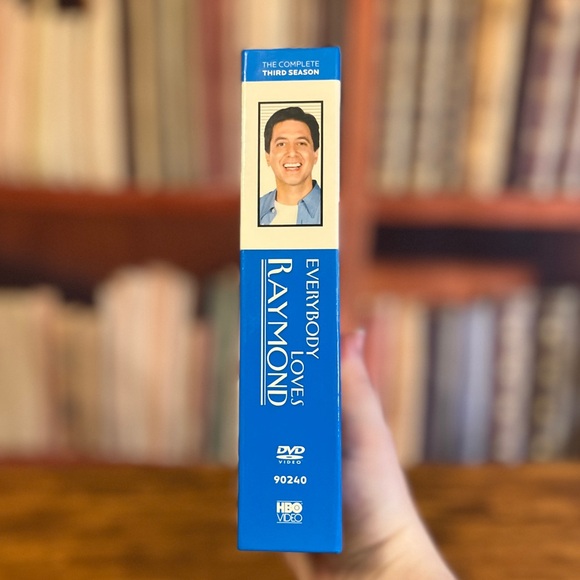 THE COMPLETE
THIRD SEASON
EVERYBODY
LOVES
RAYMOND
DVD
VIDEO
90240
HBO
VIDEO